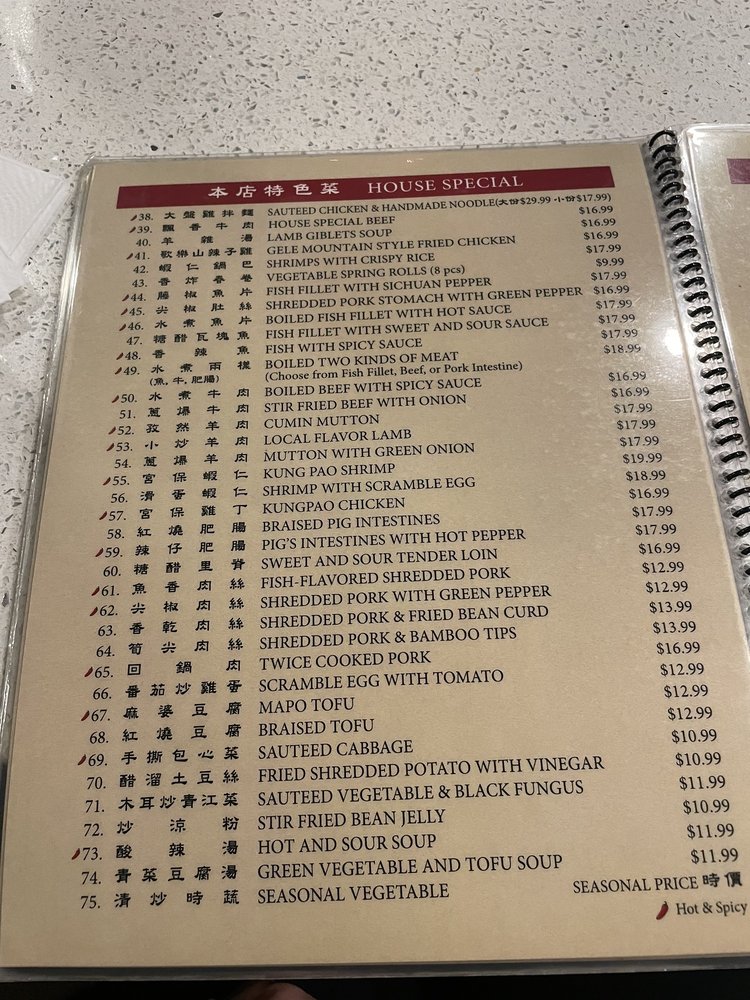 本店特色菜 HOUSE SPECIAL
38. 大盤雞拌麵 SAUTEED CHICKEN & HANDMADE NOODLE(大份$29.99 小份$17.99)
39. 飄香牛肉 HOUSE SPECIAL BEEF $16.99
40. 羊雜湯 LAMB GIBLETS SOUP $16.99
41. 歌樂山辣子雞 GELE MOUNTAIN STYLE FRIED CHICKEN $16.99
42. 蝦仁鍋巴 SHRIMPS WITH CRISPY RICE $17.99
43. 香炸春卷 VEGETABLE SPRING ROLLS (8 pcs) $9.99
44. 藤椒魚片 FISH FILLET WITH SICHUAN PEPPER $17.99
45. 尖椒肚絲 SHREDDED PORK STOMACH WITH GREEN PEPPER $16.99
46. 水煮魚片 BOILED FISH FILLET WITH HOT SAUCE $17.99
47. 糖醋瓦塊魚 FISH FILLET WITH SWEET AND SOUR SAUCE $17.99
48. 香辣魚 FISH WITH SPICY SAUCE $17.99
49. 水煮兩樣 BOILED TWO KINDS OF MEAT $18.99
(魚,牛,肥腸) (Choose from Fish Fillet, Beef, or Pork Intestine)
50. 水煮牛肉 BOILED BEEF WITH SPICY SAUCE $16.99
51. 蔥爆牛肉 STIR FRIED BEEF WITH ONION $16.99
52. 孜然羊肉 CUMIN MUTTON $17.99
53. 小炒羊肉 LOCAL FLAVOR LAMB $17.99
54. 蔥爆羊肉 MUTTON WITH GREEN ONION $17.99
55. 宮保蝦仁 KUNG PAO SHRIMP $19.99
56. 滑蛋蝦仁 SHRIMP WITH SCRAMBLE EGG $18.99
57. 宮保雞丁 KUNGPAO CHICKEN $16.99
58. 紅燒肥腸 BRAISED PIG INTESTINES $17.99
59. 辣仔肥腸 PIG'S INTESTINES WITH HOT PEPPER $17.99
60. 糖醋里脊 SWEET AND SOUR TENDER LOIN $16.99
61. 魚香肉絲 FISH-FLAVORED SHREDDED PORK $12.99
62. 尖椒肉絲 SHREDDED PORK WITH GREEN PEPPER $12.99
63. 香乾肉絲 SHREDDED PORK & FRIED BEAN CURD $13.99
64. 筍尖肉絲 SHREDDED PORK & BAMBOO TIPS $13.99
65. 回鍋肉 TWICE COOKED PORK $16.99
66. 番茄炒雞蛋 SCRAMBLE EGG WITH TOMATO $12.99
67. 麻婆豆腐 MAPO TOFU $12.99
68. 紅燒豆腐 BRAISED TOFU $12.99
69. 手撕包心菜 SAUTEED CABBAGE $10.99
70. 醋溜土豆絲 FRIED SHREDDED POTATO WITH VINEGAR $10.99
71. 木耳炒青江菜 SAUTEED VEGETABLE & BLACK FUNGUS $11.99
72. 炒涼粉 STIR FRIED BEAN JELLY $10.99
73. 酸辣湯 HOT AND SOUR SOUP $11.99
74. 青菜豆腐湯 GREEN VEGETABLE AND TOFU SOUP $11.99
75. 清炒時蔬 SEASONAL VEGETABLE SEASONAL PRICE 時價
Hot & Spicy